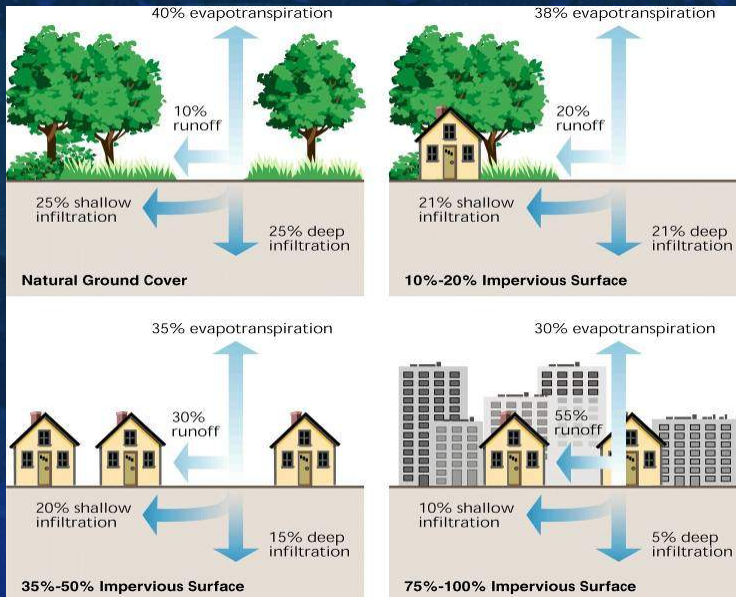 40% evapotranspiration
10%
runoff
25% shallow
infiltration
25% deep
infiltration
Natural Ground Cover
38% evapotranspiration
20%
runoff
21% shallow
infiltration
21% deep
infiltration
10%-20% Impervious Surface
35% evapotranspiration
30%
runoff
20% shallow
infiltration
15% deep
infiltration
35%-50% Impervious Surface
30% evapotranspiration
55%
runoff
10% shallow
infiltration
5% deep
infiltration
75%-100% Impervious Surface